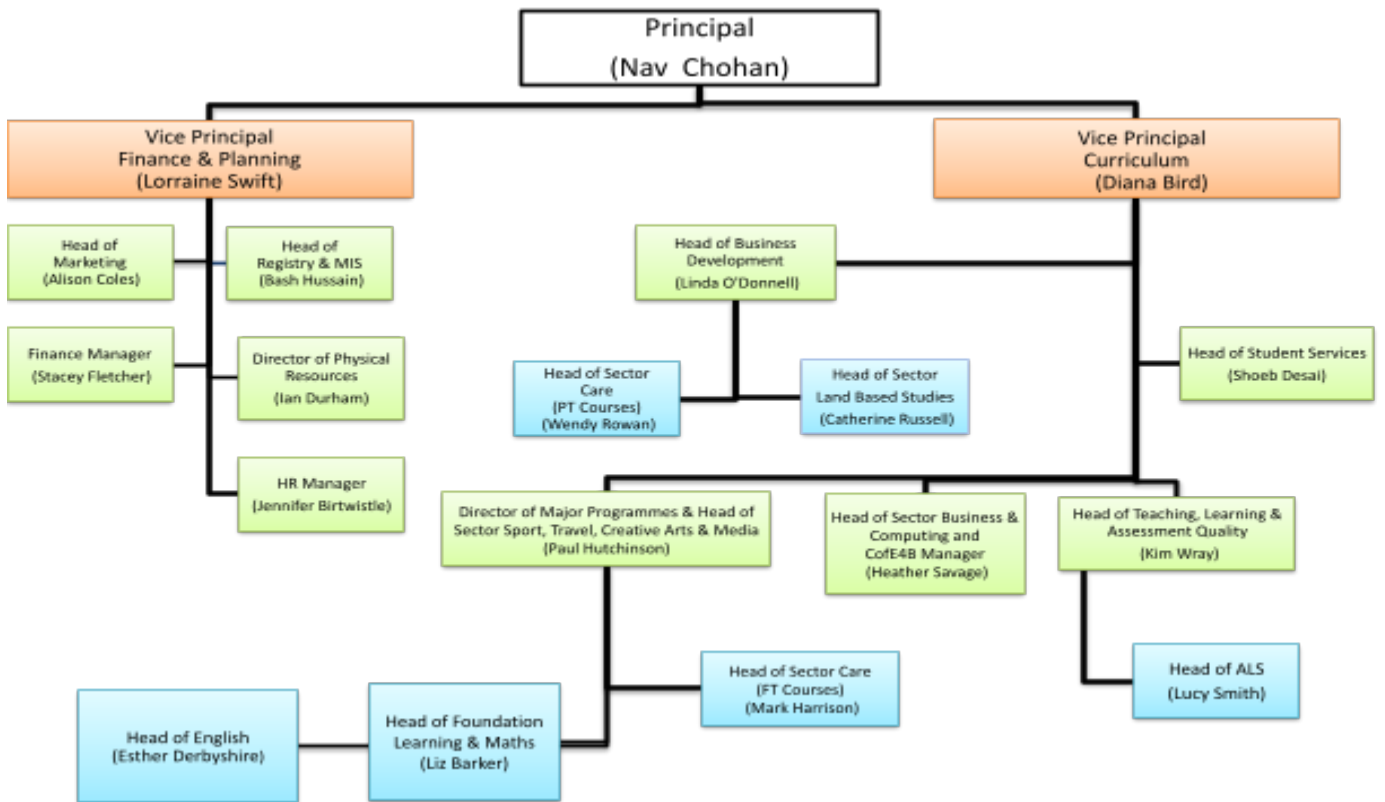 Principal
(Nav Chohan)
Vice Principal
Finance & Planning
(Lorraine Swift)
Vice Principal
Curriculum
(Diana Bird)
Head of
Marketing
(Alison Coles)
Head of
Registry & MIS
(Bash Hussain)
Head of Business
Development
(Linda O'Donnell)
Finance Manager
(Stacey Fletcher)
Director of Physical
Resources
(Ian Durham)
Head of Student Services
(Shoeb Desai)
Head of Sector
Care
(PT Courses)
(Wendy Rowan)
Head of Sector
Land Based Studies
(Catherine Russell)
HR Manager
(Jennifer Birtwistle)
Director of Major Programmes & Head of
Sector Sport, Travel, Creative Arts & Media
(Paul Hutchinson)
Head of Sector Business &
Computing and
CofE4B Manager
(Heather Savage)
Head of Teaching, Learning &
Assessment Quality
(Kim Wray)
Head of Sector Care
(FT Courses)
(Mark Harrison)
Head of ALS
(Lucy Smith)
Head of English
(Esther Derbyshire)
Head of Foundation
Learning & Maths
(Liz Barker)